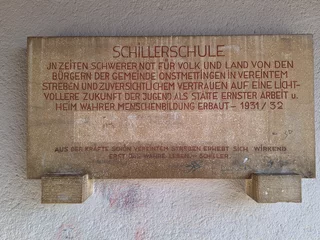 SCHILLERSCHULE
JN ZEITEN SCHWERER NOT FÜR VOLK UND LAND VON DEN
BÜRGERN DER GEMEINDE ONSTMETTINGEN IN VEREINTEM
STREBEN UND ZUVERSICHTLICHEM VERTRAUEN AUF EINE LICHT-
VOLLERE ZUKUNFT DER JUGEND ALS STÄTTE ERNSTER ARBEIT U.
HEIM WAHRER MENSCHENBILDUNG ERBAUT – 1931/32
AUS DER KRÄFTE SCHÖN VEREINTEM STREBEN ERHEBT SICH, WIRKEND
ERST DAS WAHRE LEBEN – SCHILLER